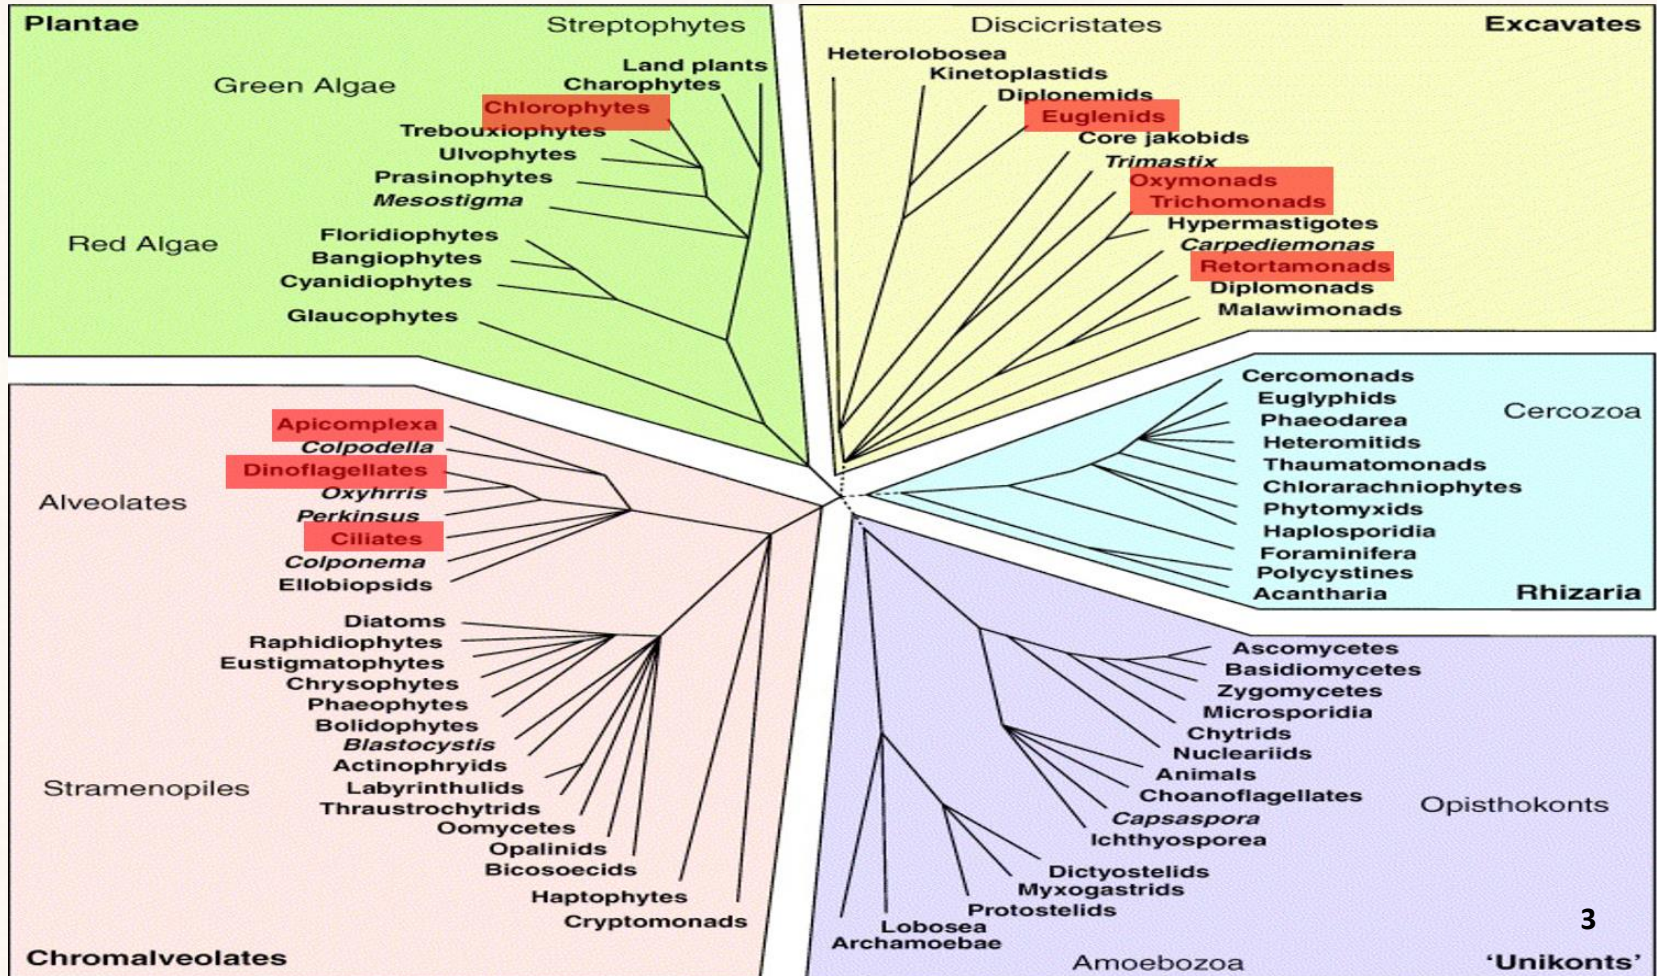 Plantae
Streptophytes
Green Algae
Land plants
Charophytes
Chlorophytes
Trebouxiophytes
Ulvophytes
Prasinophytes
Mesostigma
Red Algae
Floridiophytes
Bangiophytes
Cyanidiophytes
Glaucophytes
Discicristates
Excavates
Heterolobosea
Kinetoplastids
Diplonemids
Euglenids
Core jakobids
Trimastix
Oxymonads
Trichomonads
Hypermastigotes
Carpediemonas
Retortamonads
Diplomonads
Malawimonads
Cercomonads
Euglyphids
Cercozoa
Phaeodarea
Heteromitids
Thaumatomonads
Chlorarachniophytes
Phytomyxids
Haplosporidia
Foraminifera
Polycystines
Acantharia
Rhizaria
Apicomplexa
Colpodella
Dinoflagellates
Alveolates
Oxyhrris
Perkinsus
Ciliates
Colponema
Ellobiopsids
Diatoms
Raphidiophytes
Eustigmatophytes
Chrysophytes
Phaeophytes
Bolidophytes
Blastocystis
Actinophryids
Stramenopiles
Labyrinthulids
Thraustrochytrids
Oomycetes
Opalinids
Bicosoecids
Haptophytes
Cryptomonads
Chromalveolates
Ascomycetes
Basidiomycetes
Zygomycetes
Microsporidia
Chytrids
Nucleariids
Animals
Choanoflagellates
Opisthokonts
Capsaspora
Ichthyosporea
Dictyostelids
Myxogastrids
Protostelids
Lobosea
Archamoebae
Amoebozoa
3
‘Unikonts’